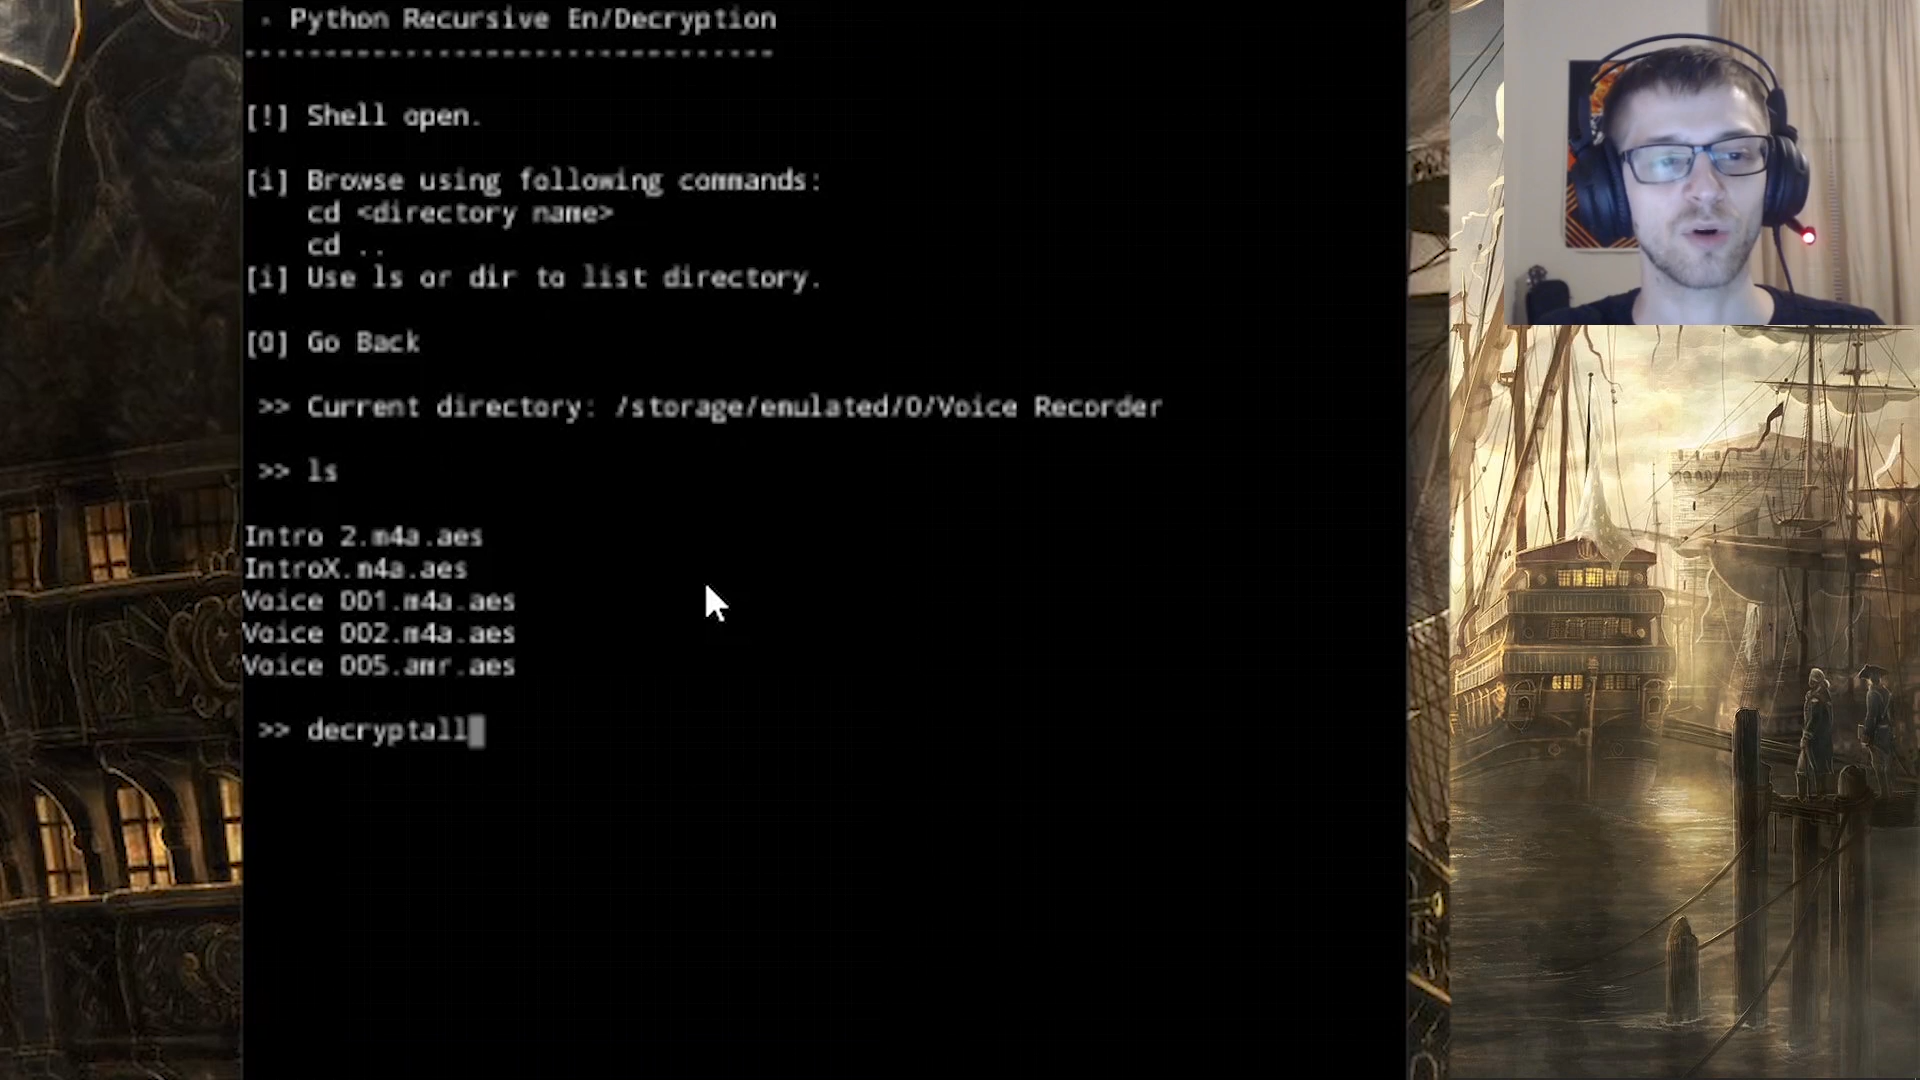 - Python Recursive En/Decryption
---------------------------------
[!] Shell open.
[i] Browse using following commands:
cd <directory name>
cd ..
[i] Use ls or dir to list directory.
[0] Go Back
>> Current directory: /storage/emulated/0/Voice Recorder
>> ls
Intro 2.m4a.aes
IntroX.m4a.aes
Voice 001.m4a.aes
Voice 002.m4a.aes
Voice 005.amr.aes
>> decryptall